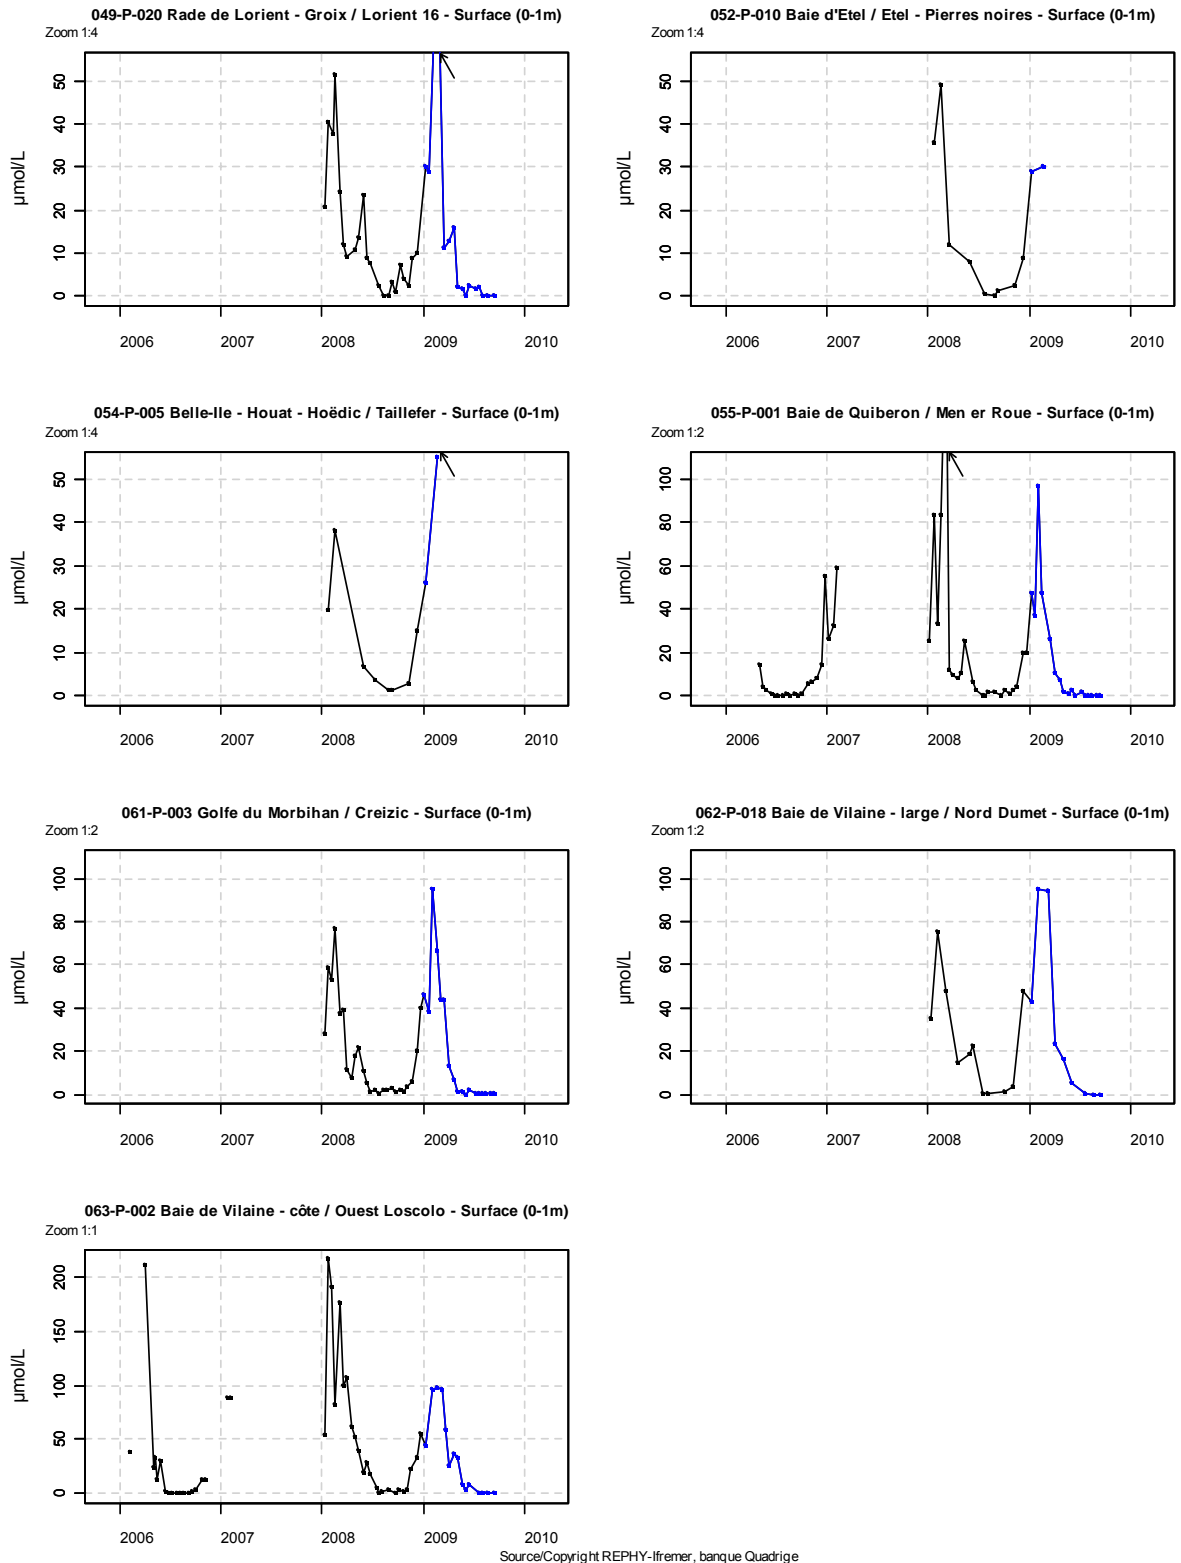 049-P-020 Rade de Lorient - Groix / Lorient 16 - Surface (0-1m)
Zoom 1:4
µmol/L
50
40
30
20
10
0
2006 2007 2008 2009 2010
052-P-010 Baie d'Etel / Etel - Pierres noires - Surface (0-1m)
Zoom 1:4
µmol/L
50
40
30
20
10
0
2006 2007 2008 2009 2010
054-P-005 Belle-Ile - Houat - Hoëdic / Taillefer - Surface (0-1m)
Zoom 1:4
µmol/L
50
40
30
20
10
0
2006 2007 2008 2009 2010
055-P-001 Baie de Quiberon / Men er Roue - Surface (0-1m)
Zoom 1:2
µmol/L
100
80
60
40
20
0
2006 2007 2008 2009 2010
061-P-003 Golfe du Morbihan / Creizic - Surface (0-1m)
Zoom 1:2
µmol/L
100
80
60
40
20
0
2006 2007 2008 2009 2010
062-P-018 Baie de Vilaine - large / Nord Dumet - Surface (0-1m)
Zoom 1:2
µmol/L
100
80
60
40
20
0
2006 2007 2008 2009 2010
063-P-002 Baie de Vilaine - côte / Ouest Loscolo - Surface (0-1m)
Zoom 1:1
µmol/L
200
150
100
50
0
2006 2007 2008 2009 2010
Source/Copyright REPHY-Ifremer, banque Quadrige